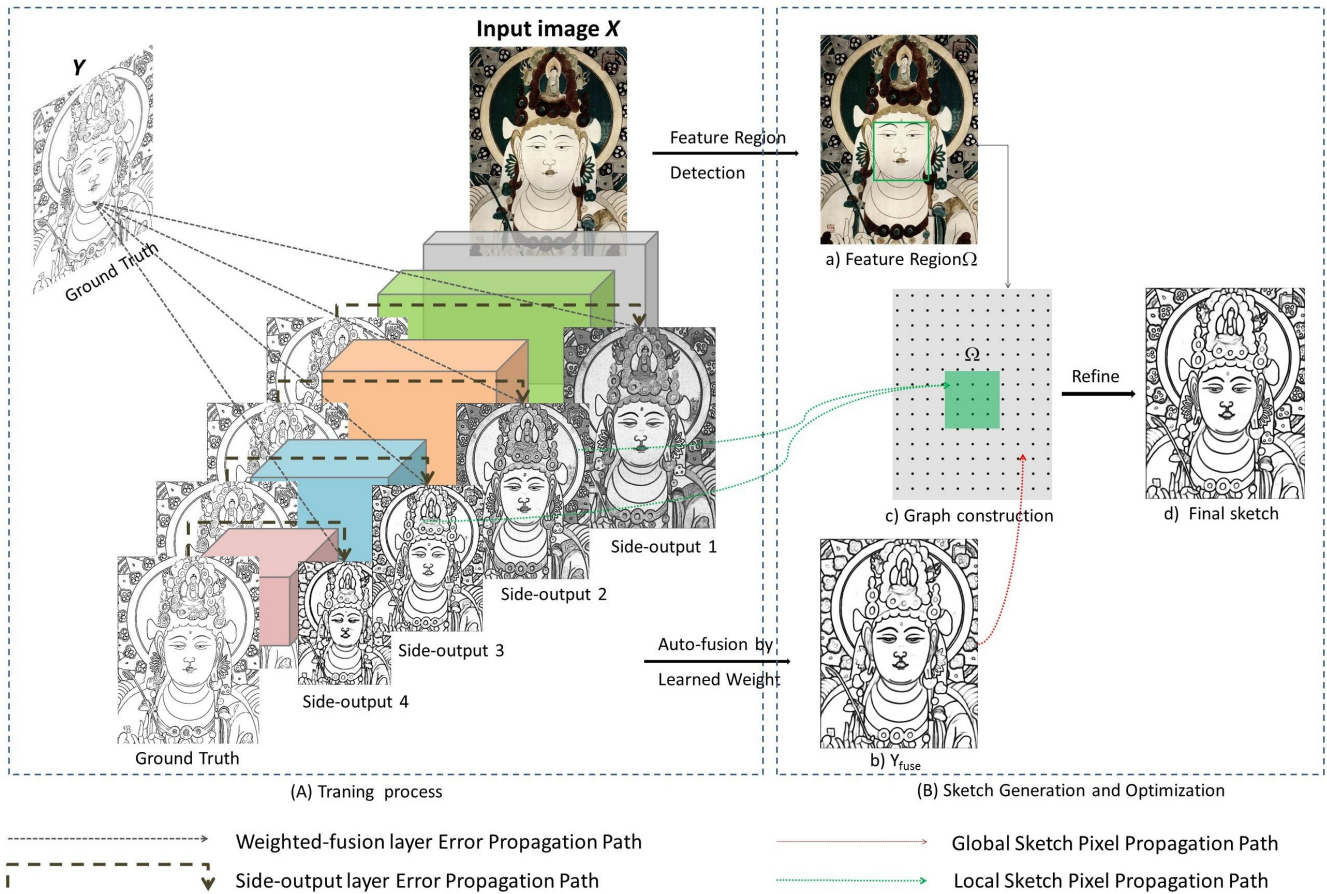 Input image X
Y
Ground Truth
Feature Region
Detection
a) Feature RegionΩ
Ω
Refine
c) Graph construction
d) Final sketch
Side-output 1
Side-output 2
Side-output 3
Side-output 4
Ground Truth
Auto-fusion by
Learned Weight
b) Yfuse
(A) Traning process
(B) Sketch Generation and Optimization
Weighted-fusion layer Error Propagation Path
Global Sketch Pixel Propagation Path
Side-output layer Error Propagation Path
Local Sketch Pixel Propagation Path